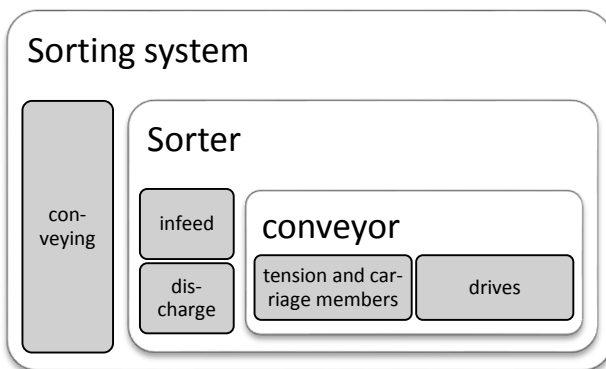 Sorting system
Sorter
con-
veying
infeed
dis-
charge
conveyor
tension and car-
riage members
drives